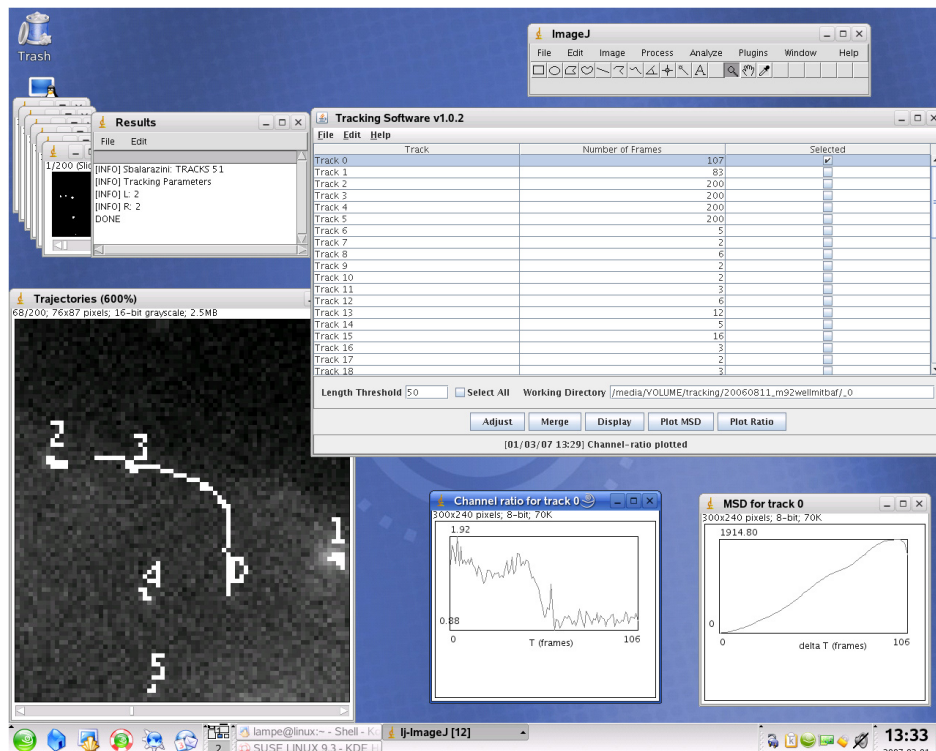 Trash
ImageJ
File Edit Image Process Analyze Plugins Window Help
A
Results
File Edit
[INFO] Sbalarazini: TRACKS 51
[INFO] Tracking Parameters
[INFO] L: 2
[INFO] R: 2
DONE
Tracking Software v1.0.2
File Edit Help
Track Number of Frames Selected
Track 0 107
Track 1 83
Track 2 200
Track 3 200
Track 4 200
Track 5 200
Track 6 5
Track 7 2
Track 8 6
Track 9 2
Track 10 2
Track 11 3
Track 12 6
Track 13 12
Track 14 5
Track 15 16
Track 16 3
Track 17 2
Track 18 3
Length Threshold 50 Select All Working Directory /media/VOLUME/tracking/20060811_m92wellmitbaf/_0
Adjust Merge Display Plot MSD Plot Ratio
[01/03/07 13:29] Channel-ratio plotted
1/200 (Slic
Trajectories (600%)
68/200; 76x87 pixels; 16-bit grayscale; 2.5MB
2
3
1
4
5
Channel ratio for track 0
300x240 pixels; 8-bit; 70K
1.92
0.88
0 T (frames) 106
MSD for track 0
300x240 pixels; 8-bit; 70K
1914.80
0
0 delta T (frames) 106
2
lampe@linux:~ - Shell - Ko
SUSE LINUX 9.3 - KDE
Ij-ImageJ [12]
13:33